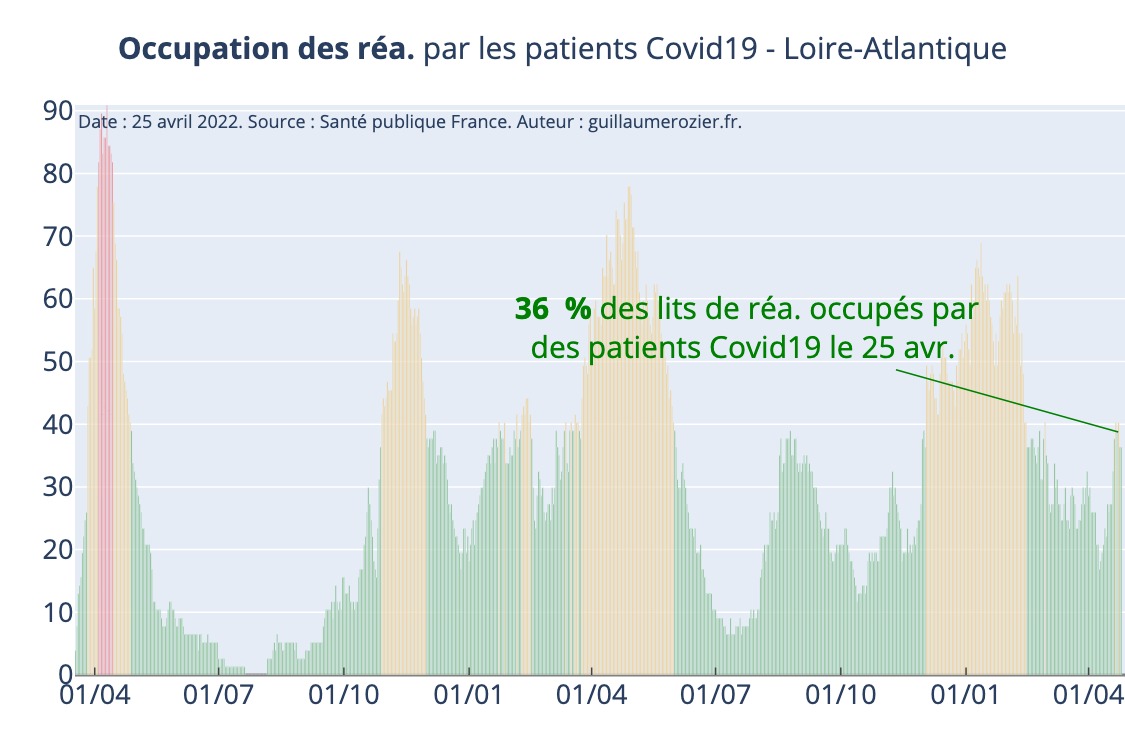 Occupation des réa. par les patients Covid19 - Loire-Atlantique
90
Date : 25 avril 2022. Source : Santé publique France. Auteur : guillaumerozier.fr.
80
70
60
36  % des lits de réa. occupés par
des patients Covid19 le 25 avr.
50
40
30
20
10
0
01/04 01/07 01/10 01/01 01/04 01/07 01/10 01/01 01/04